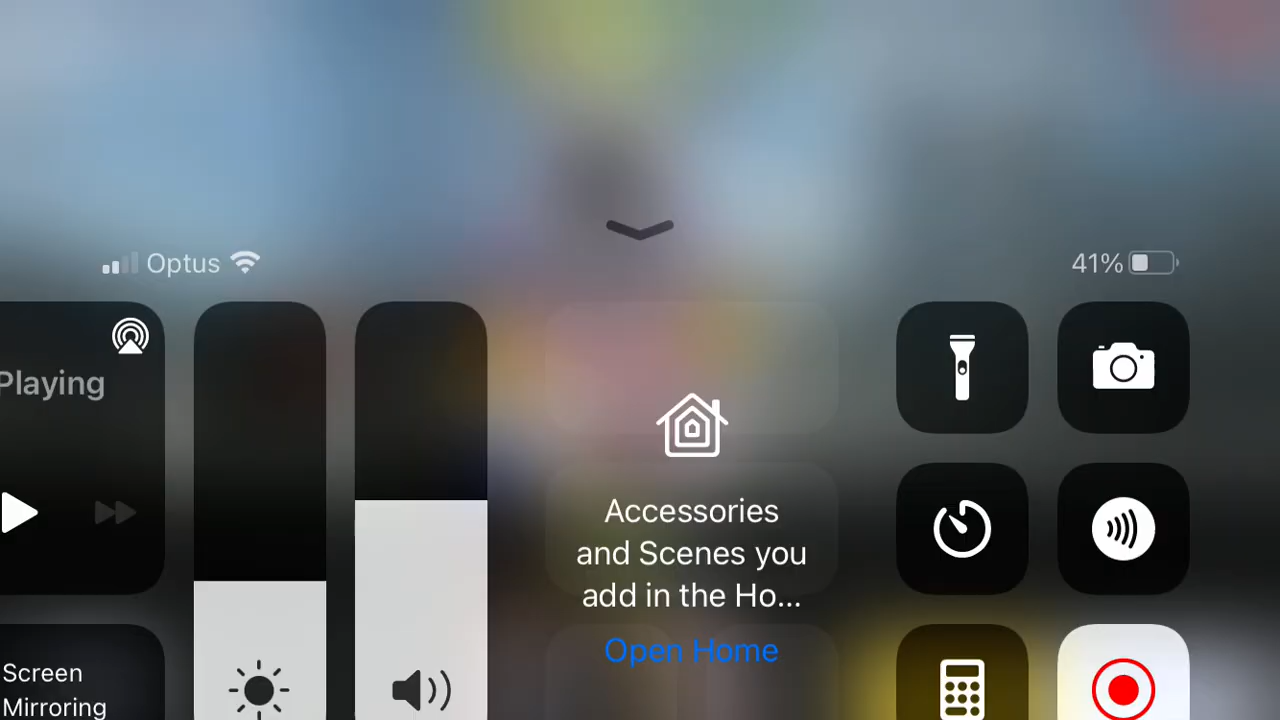 Optus
41%
Playing
Accessories
and Scenes you
add in the Ho...
Open Home
Screen
Mirroring